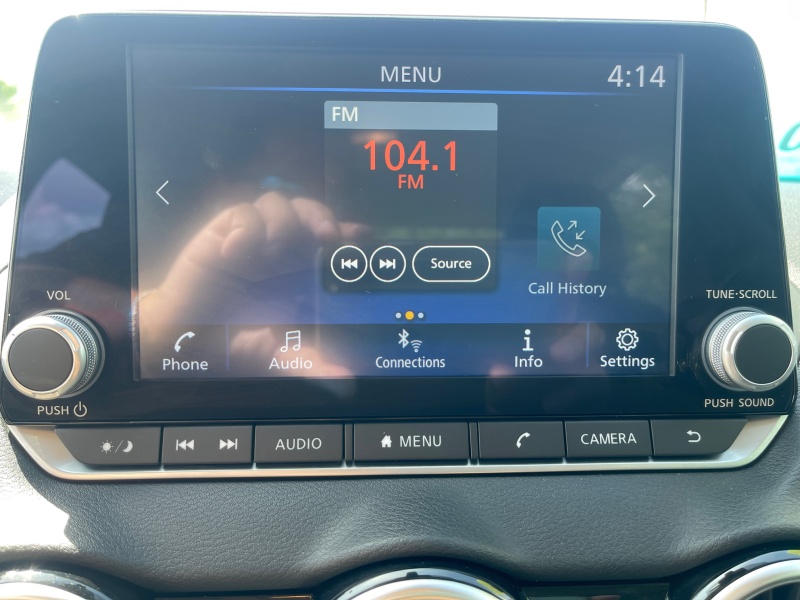 MENU 4:14
FM
104.1
FM
Source
Call History
VOL
TUNE·SCROLL
Phone Audio Connections Info Settings
PUSH
PUSH SOUND
AUDIO MENU CAMERA